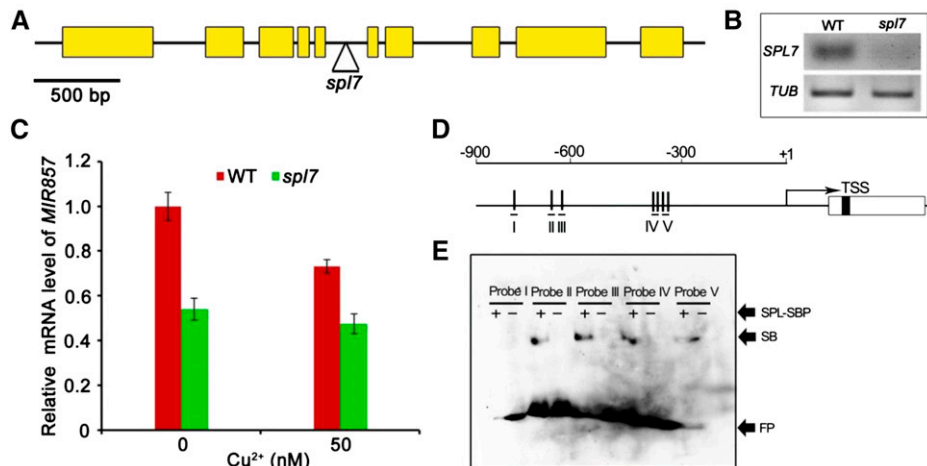 A
spl7
500 bp
B
WT spl7
SPL7
TUB
C
Relative mRNA level of MIR857
1.2
1.0
0.8
0.6
0.4
0.2
0
WT spl7
0 50
Cu²⁺ (nM)
D
-900 -600 -300 +1
TSS
I II III IV V
E
Probe I Probe II Probe III Probe IV Probe V
+ − + − + − + − + − SPL-SBP
SB
FP